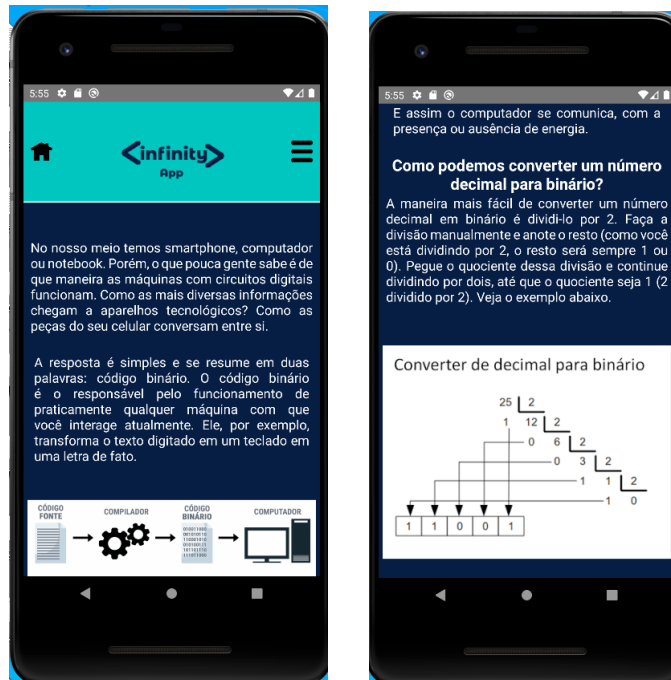 5:55
infinity
App
No nosso meio temos smartphone, computador
ou notebook. Porém, o que pouca gente sabe é de
que maneira as máquinas com circuitos digitais
funcionam. Como as mais diversas informações
chegam a aparelhos tecnológicos? Como as
peças do seu celular conversam entre si.
A resposta é simples e se resume em duas
palavras: código binário. O código binário
é o responsável pelo funcionamento de
praticamente qualquer máquina com que
você interage atualmente. Ele, por exemplo,
transforma o texto digitado em um teclado em
uma letra de fato.
CÓDIGO
FONTE
COMPILADOR
CÓDIGO
BINÁRIO
COMPUTADOR
5:55
E assim o computador se comunica, com a
presença ou ausência de energia.
Como podemos converter um número
decimal para binário?
A maneira mais fácil de converter um número
decimal em binário é dividi-lo por 2. Faça a
divisão manualmente e anote o resto (como você
está dividindo por 2, o resto será sempre 1 ou
0). Pegue o quociente dessa divisão e continue
dividindo por dois, até que o quociente seja 1 (2
dividido por 2). Veja o exemplo abaixo.
Converter de decimal para binário
25 2
1 12 2
0 6 2
0 3 2
1 1 2
1 0
1 1 0 0 1